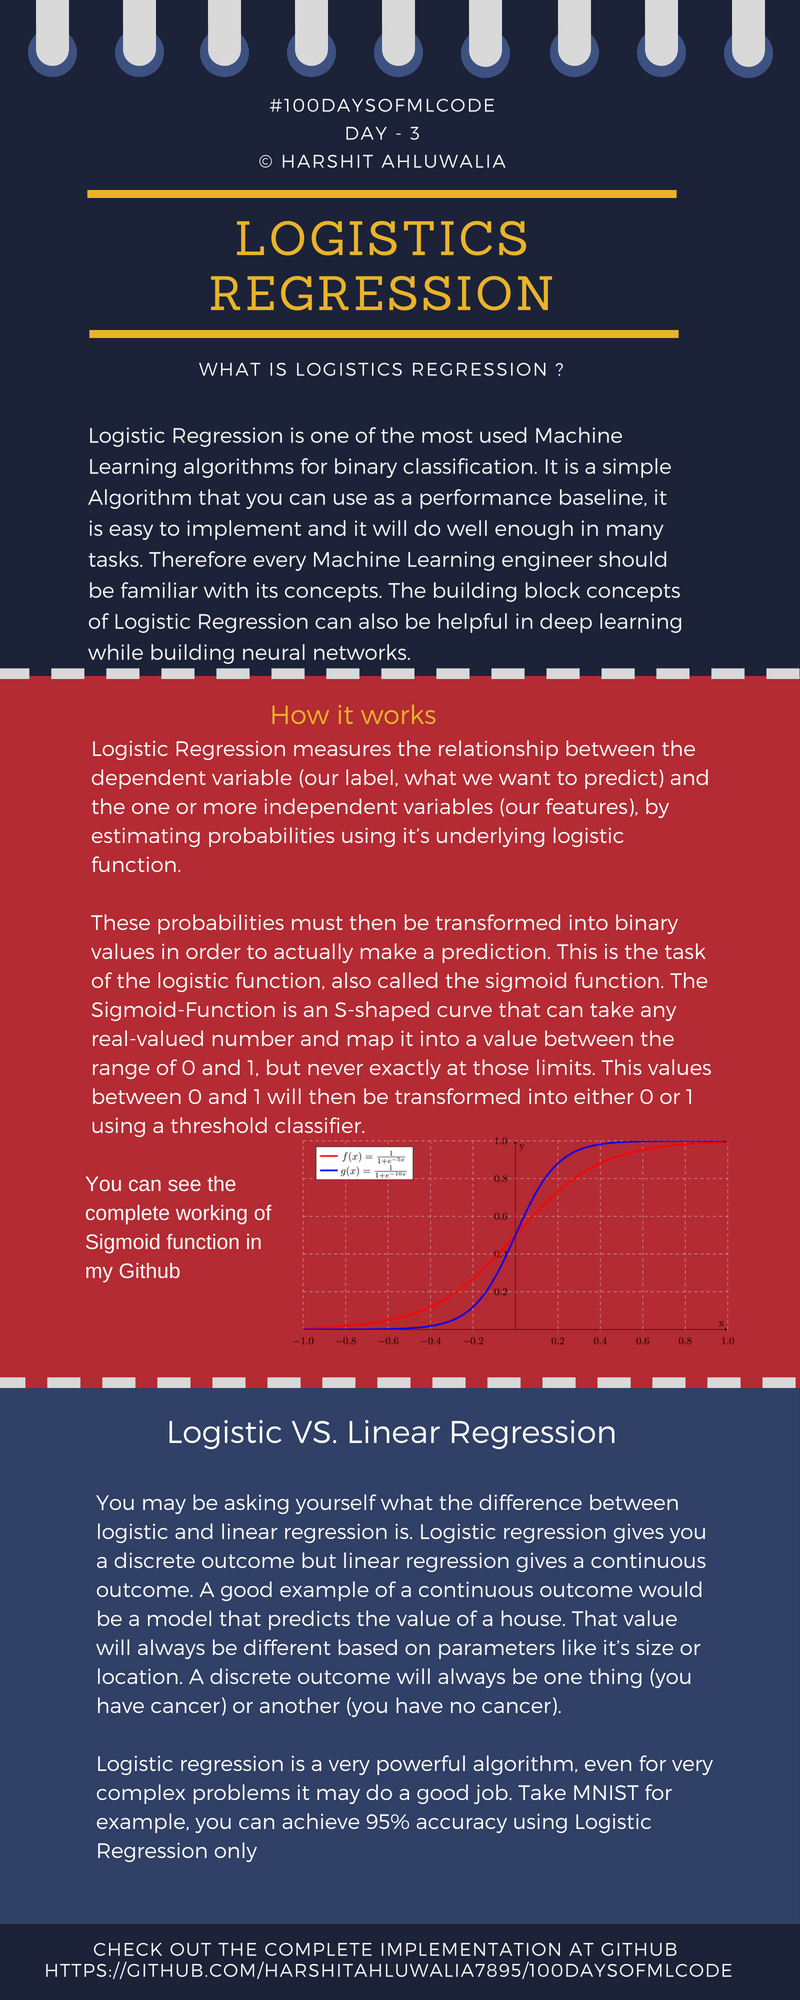 #100DAYSOFMLCODE
DAY - 3
© HARSHIT AHLUWALIA
LOGISTICS
REGRESSION
WHAT IS LOGISTICS REGRESSION ?
Logistic Regression is one of the most used Machine
Learning algorithms for binary classification. It is a simple
Algorithm that you can use as a performance baseline, it
is easy to implement and it will do well enough in many
tasks. Therefore every Machine Learning engineer should
be familiar with its concepts. The building block concepts
of Logistic Regression can also be helpful in deep learning
while building neural networks.
How it works
Logistic Regression measures the relationship between the
dependent variable (our label, what we want to predict) and
the one or more independent variables (our features), by
estimating probabilities using it’s underlying logistic
function.
These probabilities must then be transformed into binary
values in order to actually make a prediction. This is the task
of the logistic function, also called the sigmoid function. The
Sigmoid-Function is an S-shaped curve that can take any
real-valued number and map it into a value between the
range of 0 and 1, but never exactly at those limits. This values
between 0 and 1 will then be transformed into either 0 or 1
using a threshold classifier.
You can see the
complete working of
Sigmoid function in
my Github
f(x) = 1/1+e^−5x
g(x) = 1/1+e^−10x
y
1.0
0.8
0.6
0.4
0.2
x
−1.0 −0.8 −0.6 −0.4 −0.2 0.2 0.4 0.6 0.8 1.0
Logistic VS. Linear Regression
You may be asking yourself what the difference between
logistic and linear regression is. Logistic regression gives you
a discrete outcome but linear regression gives a continuous
outcome. A good example of a continuous outcome would
be a model that predicts the value of a house. That value
will always be different based on parameters like it’s size or
location. A discrete outcome will always be one thing (you
have cancer) or another (you have no cancer).
Logistic regression is a very powerful algorithm, even for very
complex problems it may do a good job. Take MNIST for
example, you can achieve 95% accuracy using Logistic
Regression only
CHECK OUT THE COMPLETE IMPLEMENTATION AT GITHUB
HTTPS://GITHUB.COM/HARSHITAHLUWALIA7895/100DAYSOFMLCODE